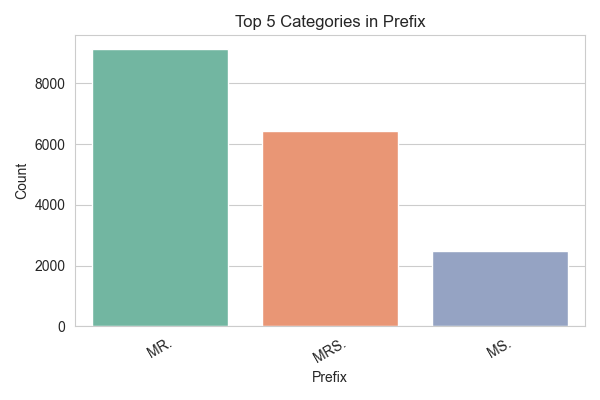 Top 5 Categories in Prefix
8000
6000
4000
2000
0
Count
MR.
MRS.
MS.
Prefix